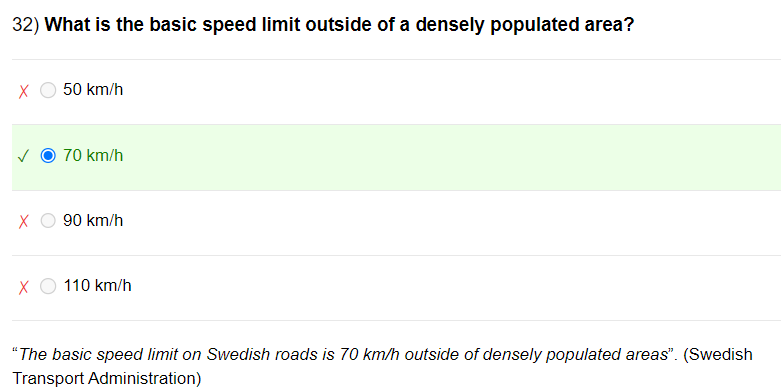 32) What is the basic speed limit outside of a densely populated area?
✗ 50 km/h
✓ 70 km/h
✗ 90 km/h
✗ 110 km/h
“The basic speed limit on Swedish roads is 70 km/h outside of densely populated areas”. (Swedish
Transport Administration)